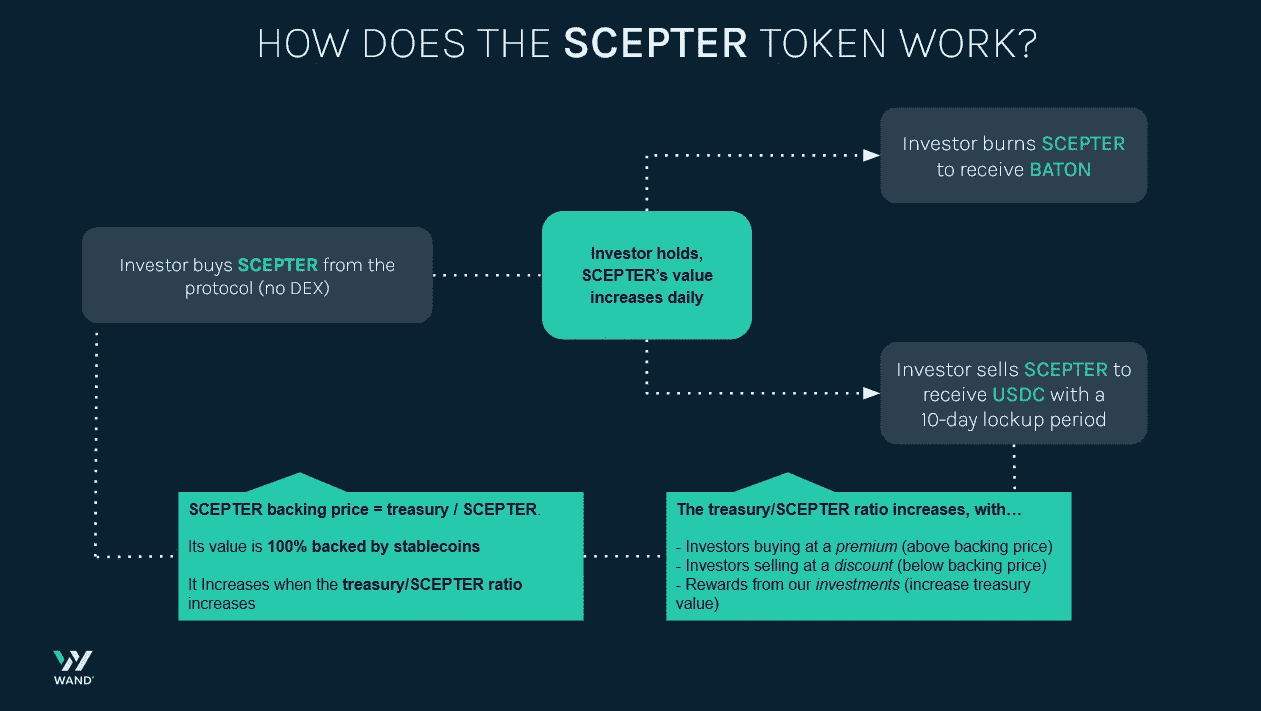 HOW DOES THE SCEPTER TOKEN WORK?
Investor burns SCEPTER
to receive BATON
Investor buys SCEPTER from the
protocol (no DEX)
Investor holds,
SCEPTER’s value
increases daily
Investor sells SCEPTER to
receive USDC with a
10-day lockup period
SCEPTER backing price = treasury / SCEPTER.
Its value is 100% backed by stablecoins
It Increases when the treasury/SCEPTER ratio
increases
The treasury/SCEPTER ratio increases, with…
- Investors buying at a premium (above backing price)
- Investors selling at a discount (below backing price)
- Rewards from our investments (increase treasury
value)
WAND